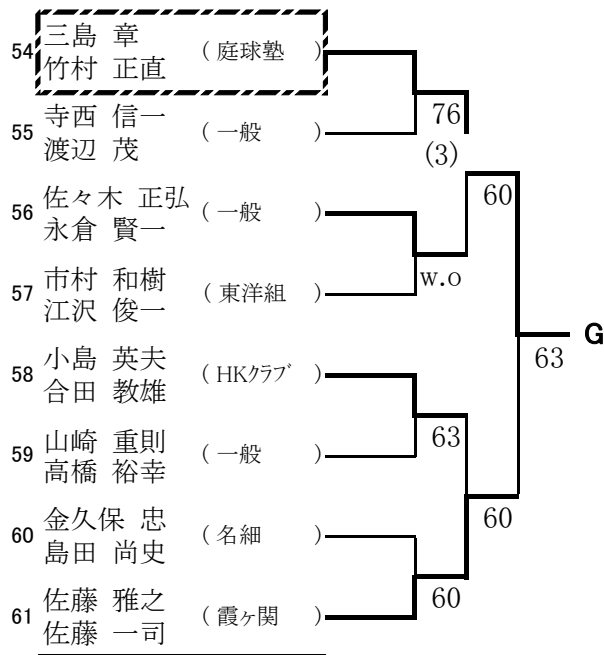 54 三島 章 竹村 正直 (庭球塾)
55 寺西 信一 渡辺 茂 (一般)
76
(3)
56 佐々木 正弘 永倉 賢一 (一般)
60
57 市村 和樹 江沢 俊一 (東洋組)
w.o
G
63
58 小島 英夫 合田 教雄 (HKクラブ)
59 山崎 重則 高橋 裕幸 (一般)
63
60 金久保 忠 島田 尚史 (名細)
60
61 佐藤 雅之 佐藤 一司 (霞ヶ関)
60